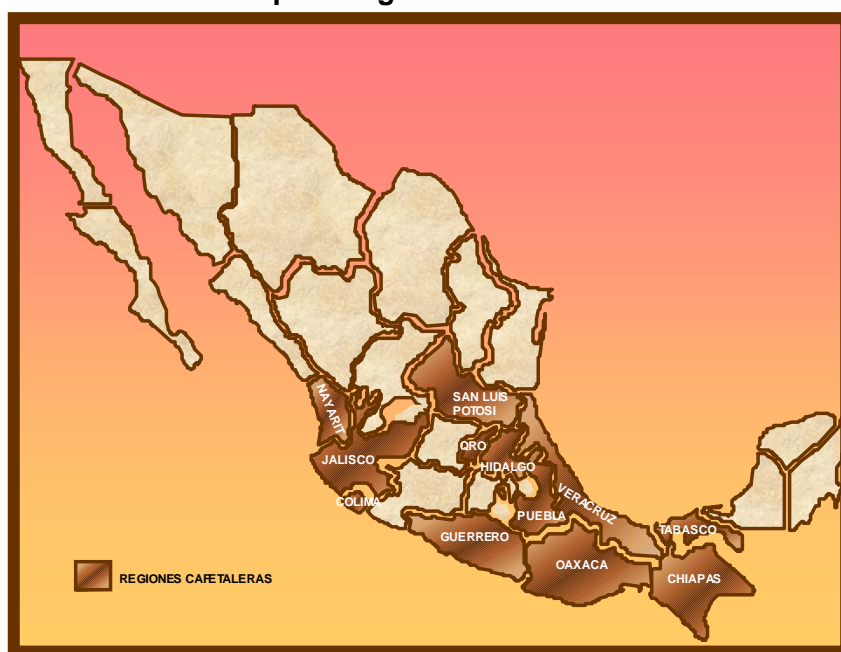 NAYARIT
SAN LUIS
POTOSI
QRO
JALISCO
HIDALGO
COLIMA
VERACRUZ
PUEBLA
TABASCO
GUERRERO
OAXACA
CHIAPAS
REGIONES CAFETALERAS